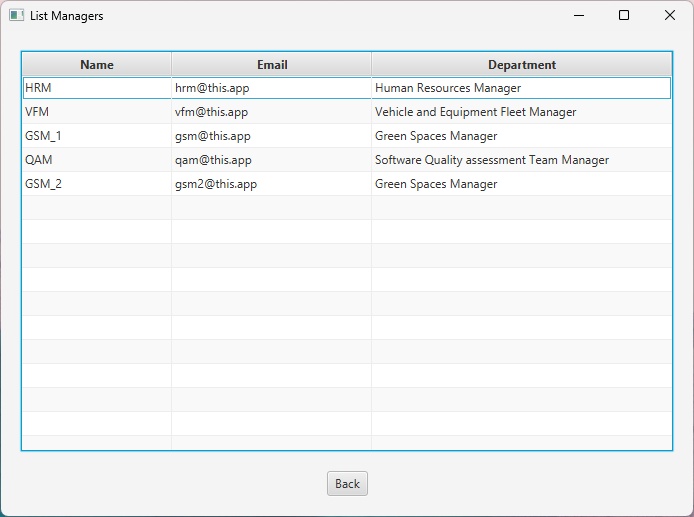 List Managers
Name Email Department
HRM hrm@this.app Human Resources Manager
VFM vfm@this.app Vehicle and Equipment Fleet Manager
GSM_1 gsm@this.app Green Spaces Manager
QAM qam@this.app Software Quality assessment Team Manager
GSM_2 gsm2@this.app Green Spaces Manager
Back